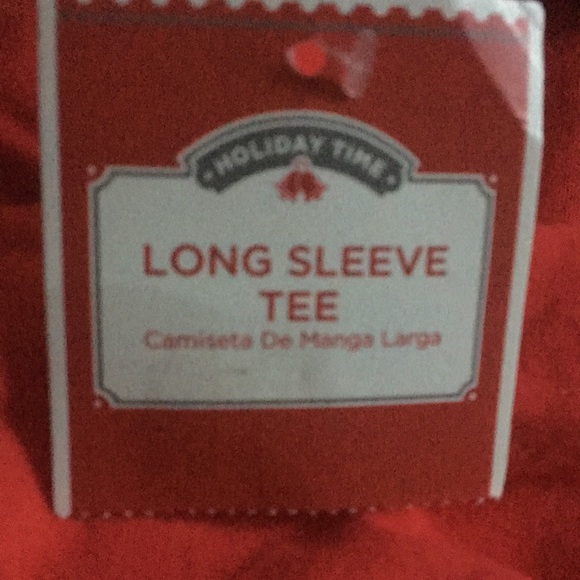 HOLIDAY TIME
LONG SLEEVE
TEE
Camiseta De Manga Larga